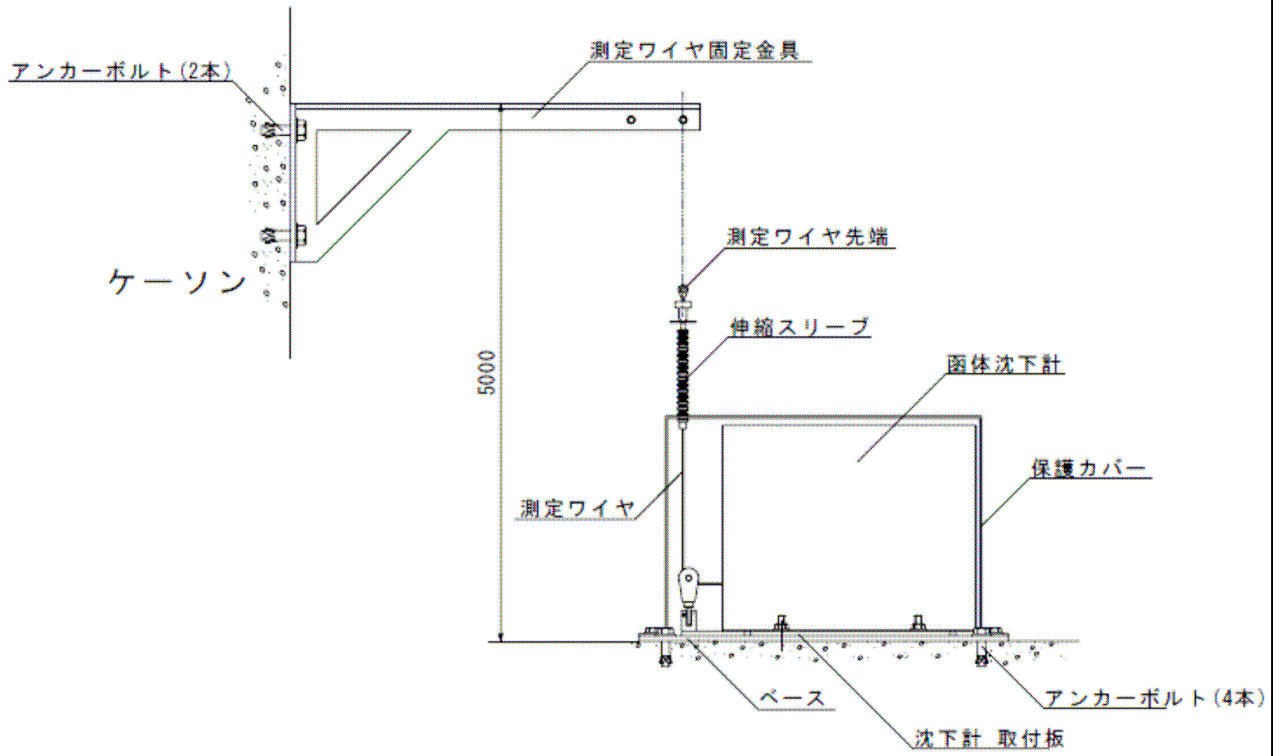 測定ワイヤ固定金具
アンカーボルト(2本)
測定ワイヤ先端
ケーソン
伸縮スリーブ
函体沈下計
5000
保護カバー
測定ワイヤ
ベース
アンカーボルト(4本)
沈下計 取付板